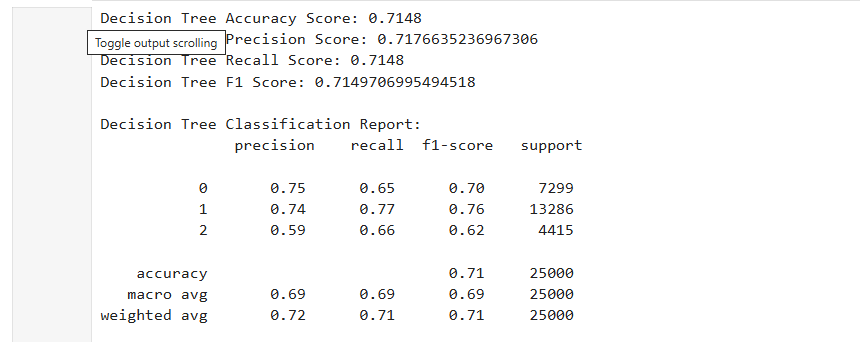 Decision Tree Accuracy Score: 0.7148
Toggle output scrolling Precision Score: 0.7176635236967306
Decision Tree Recall Score: 0.7148
Decision Tree F1 Score: 0.7149706995494518
Decision Tree Classification Report:
precision recall f1-score support
0 0.75 0.65 0.70 7299
1 0.74 0.77 0.76 13286
2 0.59 0.66 0.62 4415
accuracy 0.71 25000
macro avg 0.69 0.69 0.69 25000
weighted avg 0.72 0.71 0.71 25000